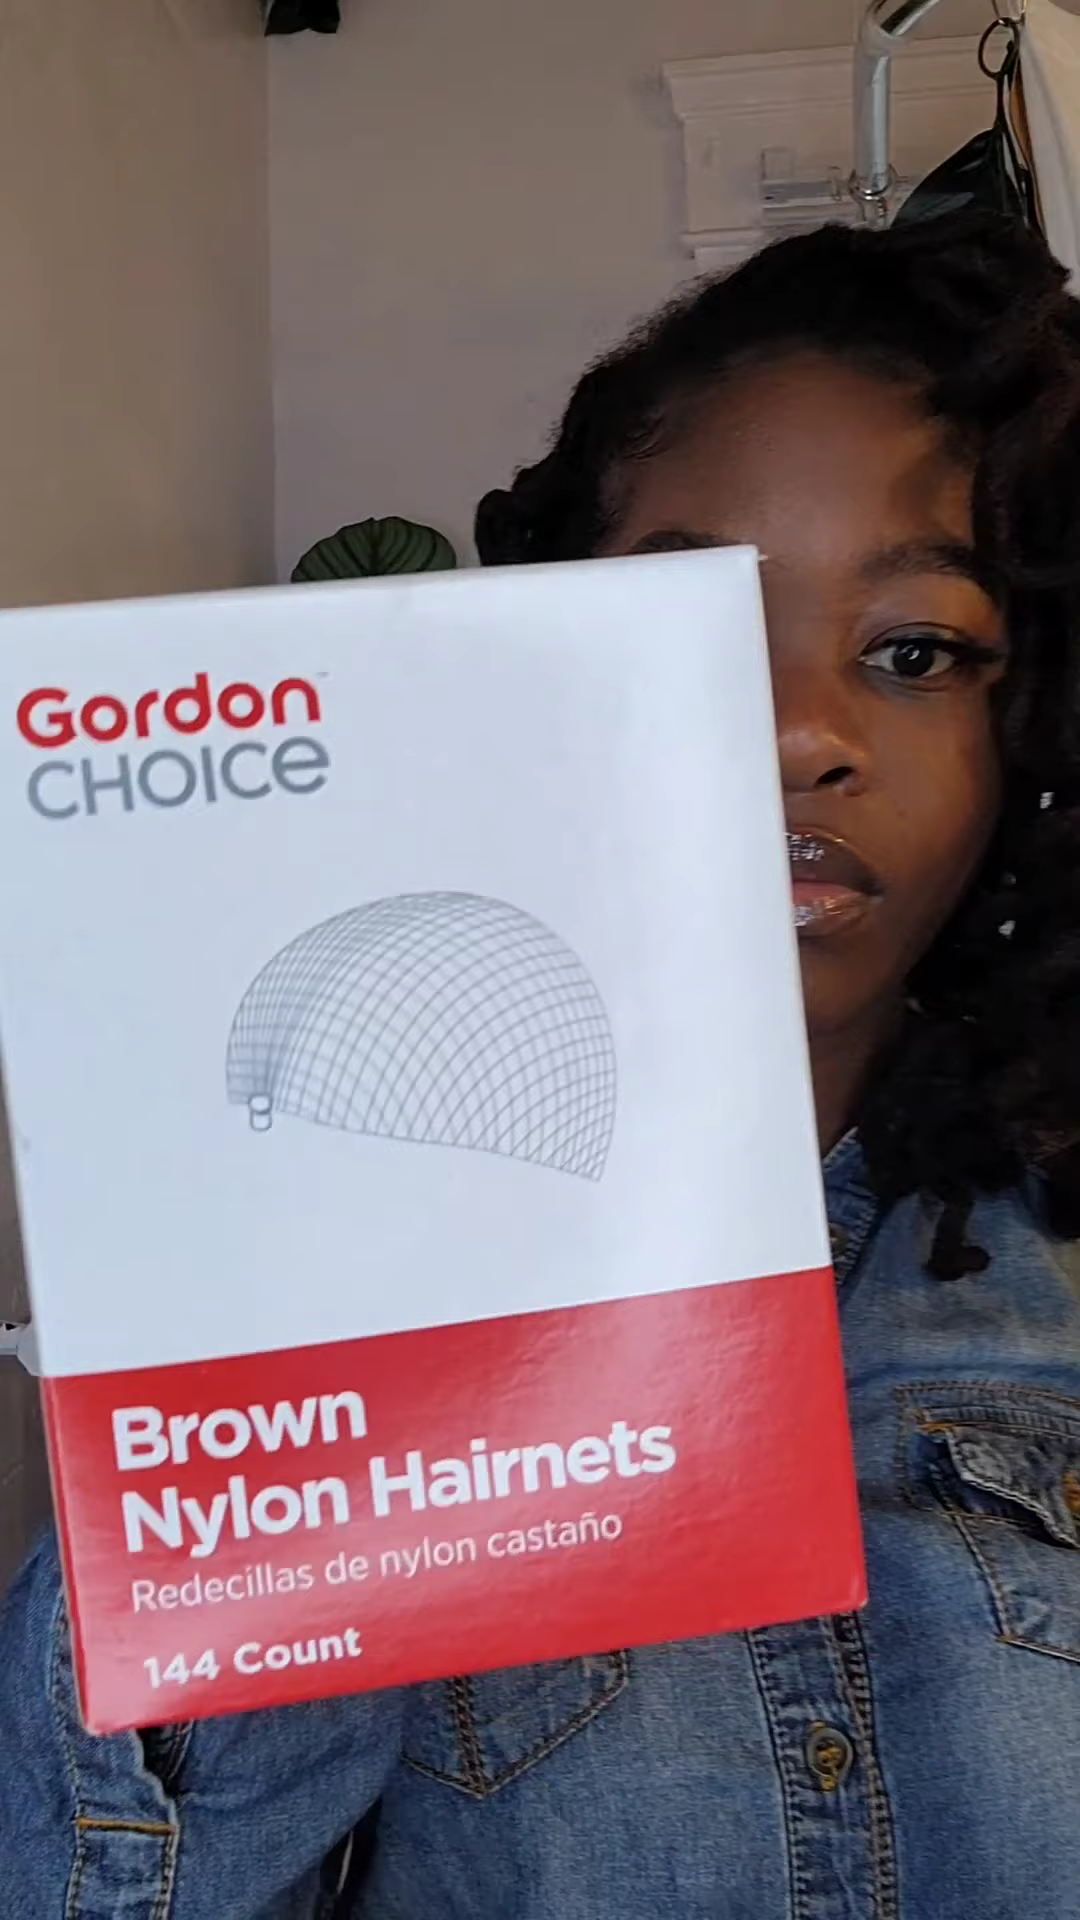 Gordon™
CHOICe
Brown
Nylon Hairnets
Redecillas de nylon castaño
144 Count